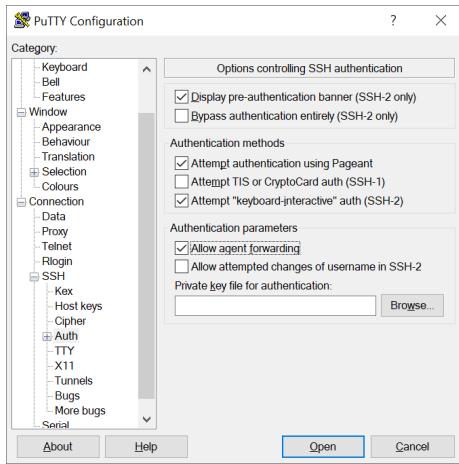 PuTTY Configuration
?
Category:
Keyboard
Bell
Features
Window
Appearance
Behaviour
Translation
Selection
Colours
Connection
Data
Proxy
Telnet
Rlogin
SSH
Kex
Host keys
Cipher
Auth
TTY
X11
Tunnels
Bugs
More bugs
Serial
Options controlling SSH authentication
Display pre-authentication banner (SSH-2 only)
Bypass authentication entirely (SSH-2 only)
Authentication methods
Attempt authentication using Pageant
Attempt TIS or CryptoCard auth (SSH-1)
Attempt "keyboard-interactive" auth (SSH-2)
Authentication parameters
Allow agent forwarding
Allow attempted changes of username in SSH-2
Private key file for authentication:
Browse...
About
Help
Open
Cancel